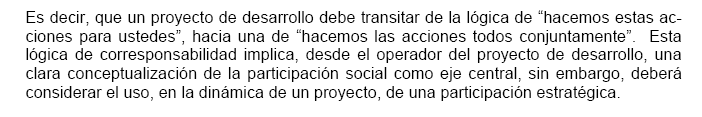 Es decir, que un proyecto de desarrollo debe transitar de la lógica de “hacemos estas ac-
ciones para ustedes”, hacia una de “hacemos las acciones todos conjuntamente”.  Esta
lógica de corresponsabilidad implica, desde el operador del proyecto de desarrollo, una
clara conceptualización de la participación social como eje central, sin embargo, deberá
considerar el uso, en la dinámica de un proyecto, de una participación estratégica.